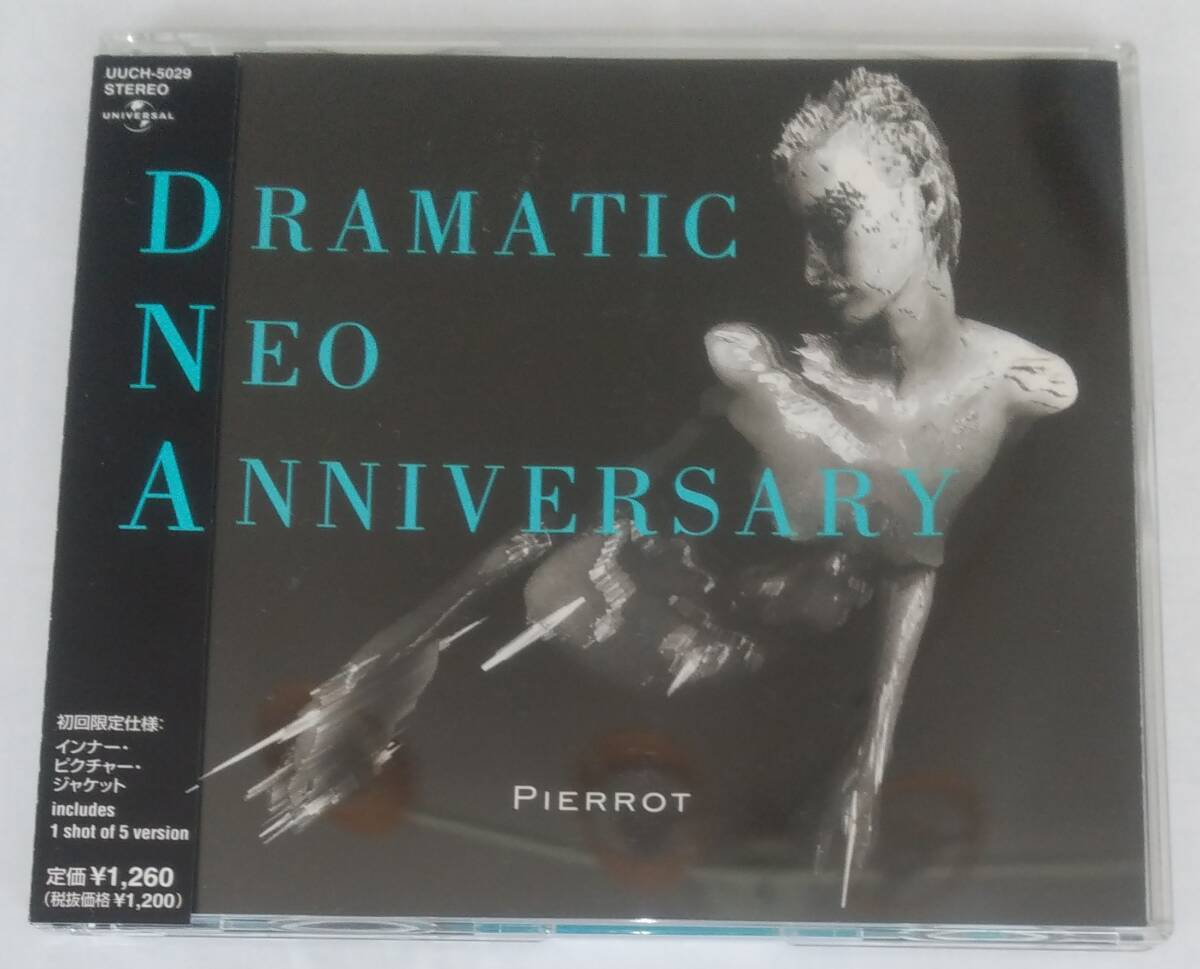 UUCH-5029
STEREO
UNIVERSAL
DRAMATIC
NEO
ANNIVERSARY
PIERROT
初回限定仕様:
インナー・
ピクチャー・
ジャケット
includes
1 shot of 5 version
定価 ¥1,260
(税抜価格 ¥1,200)